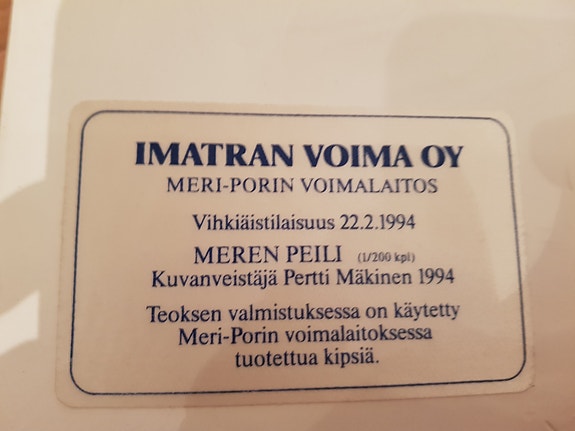 IMATRAN VOIMA OY
MERI-PORIN VOIMALAITOS
Vihkiäistilaisuus 22.2.1994
MEREN PEILI (1/200 kpl)
Kuvanveistäjä Pertti Mäkinen 1994
Teoksen valmistuksessa on käytetty
Meri-Porin voimalaitoksessa
tuotettua kipsiä.